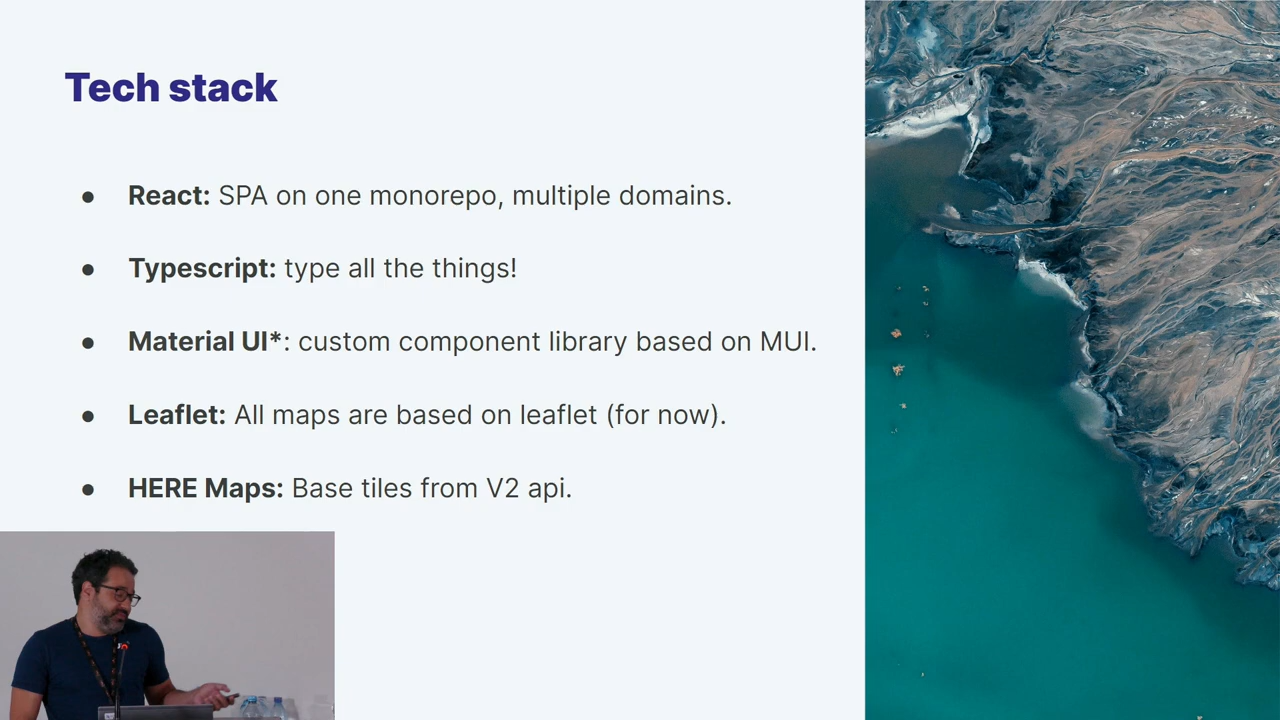 Tech stack
● React: SPA on one monorepo, multiple domains.
● Typescript: type all the things!
● Material UI*: custom component library based on MUI.
● Leaflet: All maps are based on leaflet (for now).
● HERE Maps: Base tiles from V2 api.